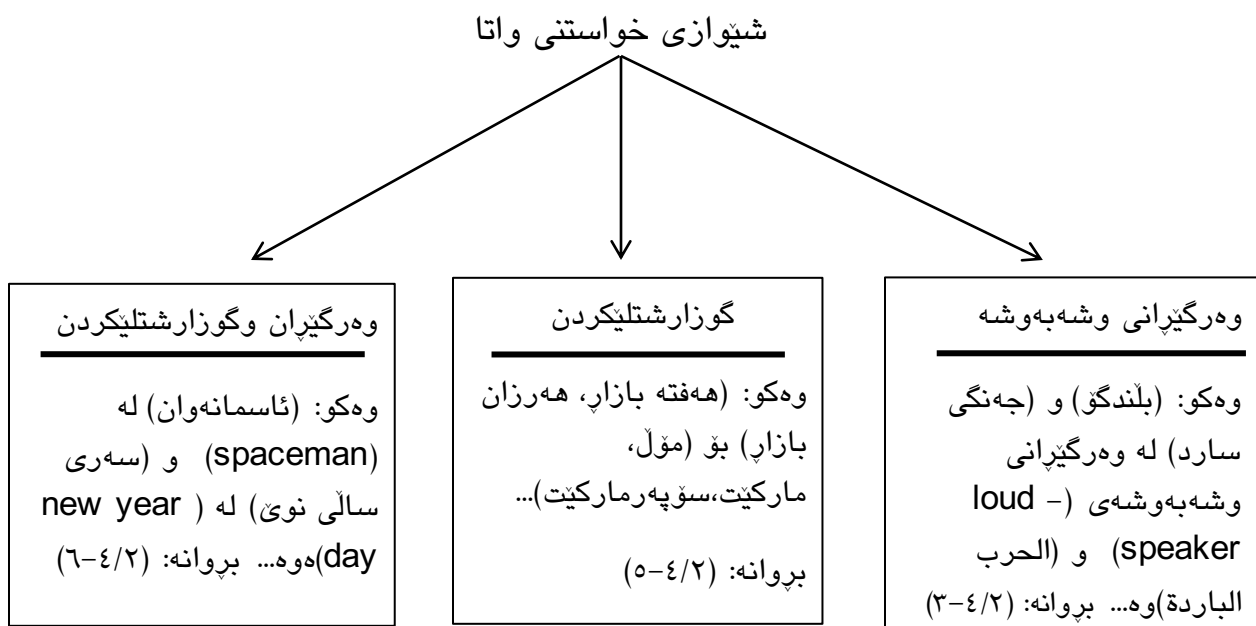 شێوازی خواستنی واتا
وەرگێڕانی وشەبەوشە
وەکو: (بڵندگۆ) و (جەنگی
سارد) لە وەرگێڕانی
وشەبەوشەی (loud –
speaker) و (الحرب
الباردة)وە... بڕوانە: (٤/٢–٣)
گوزارشتلێکردن
وەکو: (هەفتە بازاڕ، هەرزان
بازاڕ) بۆ (مۆڵ،
مارکێت،سۆپەرمارکێت)...
بڕوانە: (٤/٢–٥)
وەرگێڕان وگوزارشتلێکردن
وەکو: (ئاسمانەوان) لە
(spaceman) و (سەری
ساڵی نوێ) لە ( new year
day)ەوە... بڕوانە: (٤/٢–٦)